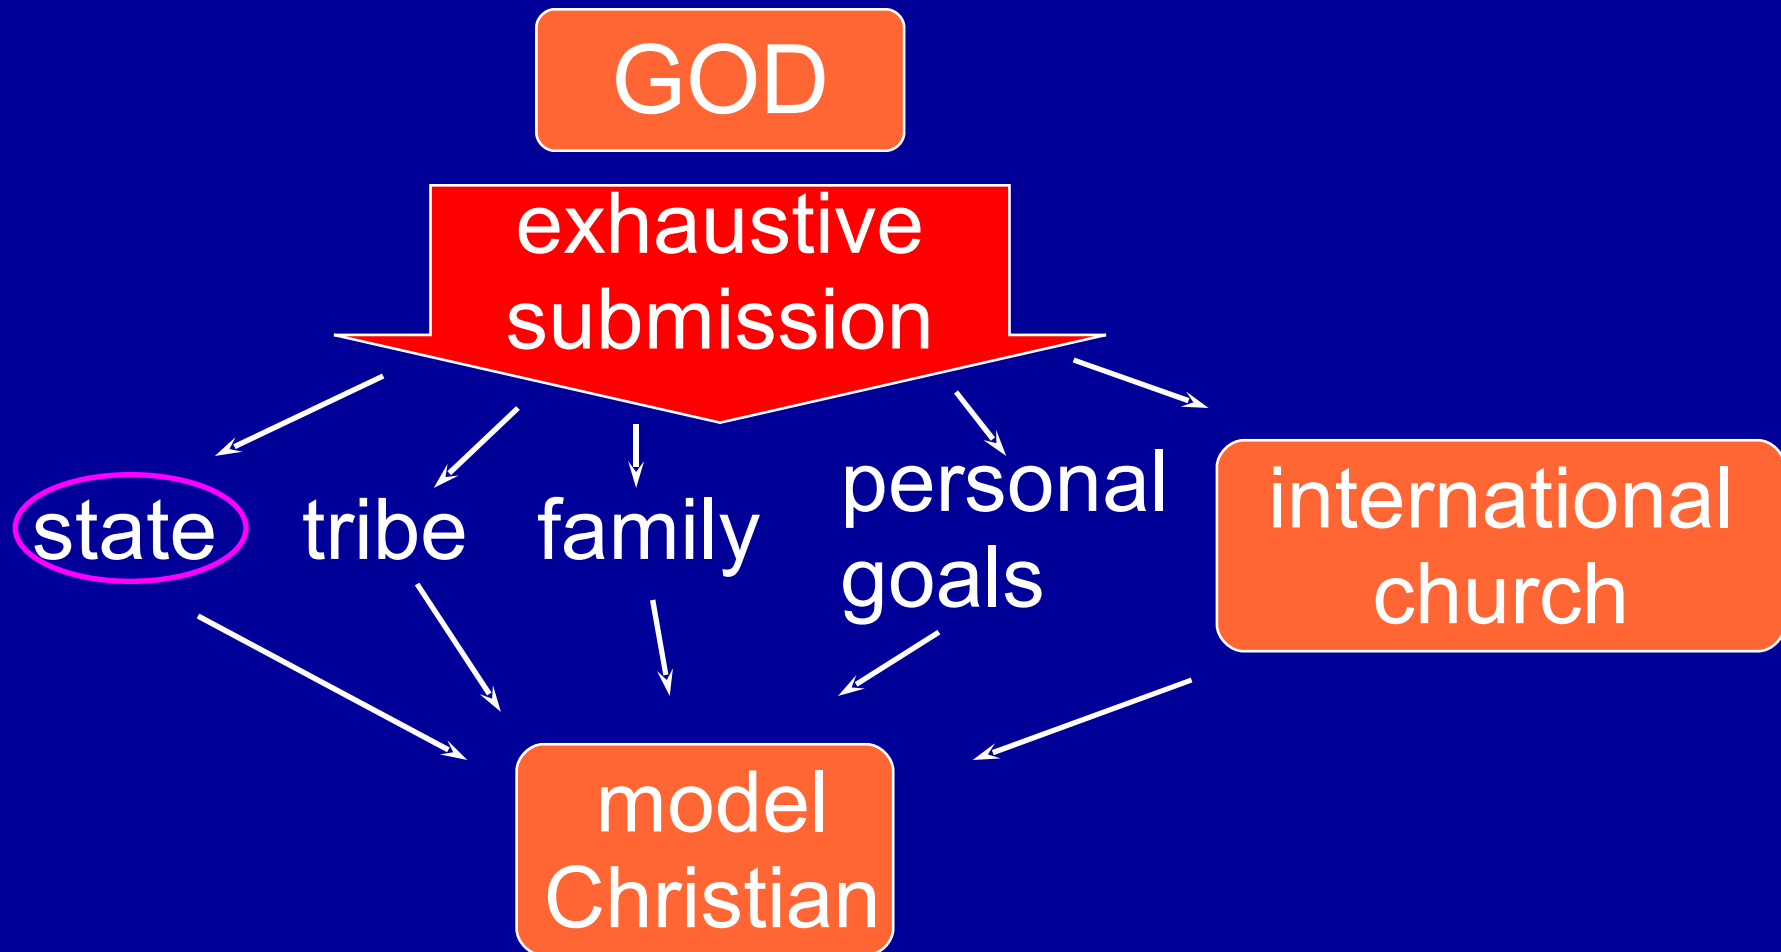 GOD
exhaustive
submission
state
tribe
family
personal
goals
international
church
model
Christian